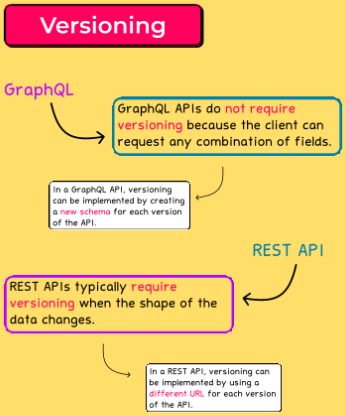 Versioning
GraphQL
GraphQL APIs do not require
versioning because the client can
request any combination of fields.
In a GraphQL API, versioning
can be implemented by creating
a new schema for each version
of the API.
REST API
REST APIs typically require
versioning when the shape of the
data changes.
In a REST API, versioning can
be implemented by using a
different URL for each version
of the API.